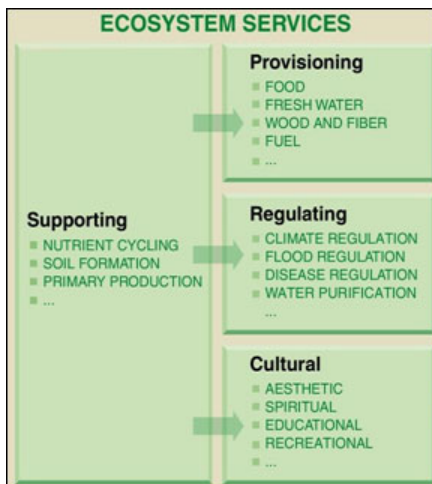 ECOSYSTEM SERVICES
Supporting
NUTRIENT CYCLING
SOIL FORMATION
PRIMARY PRODUCTION
...
Provisioning
FOOD
FRESH WATER
WOOD AND FIBER
FUEL
...
Regulating
CLIMATE REGULATION
FLOOD REGULATION
DISEASE REGULATION
WATER PURIFICATION
...
Cultural
AESTHETIC
SPIRITUAL
EDUCATIONAL
RECREATIONAL
...